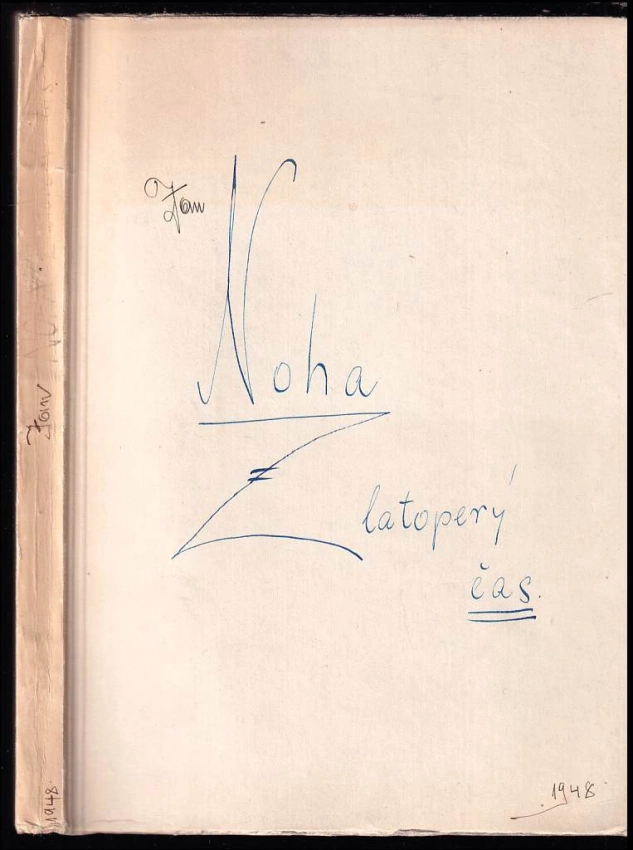 Jan
Noha
Zlatoperý
čas.
1948
Jan
1948